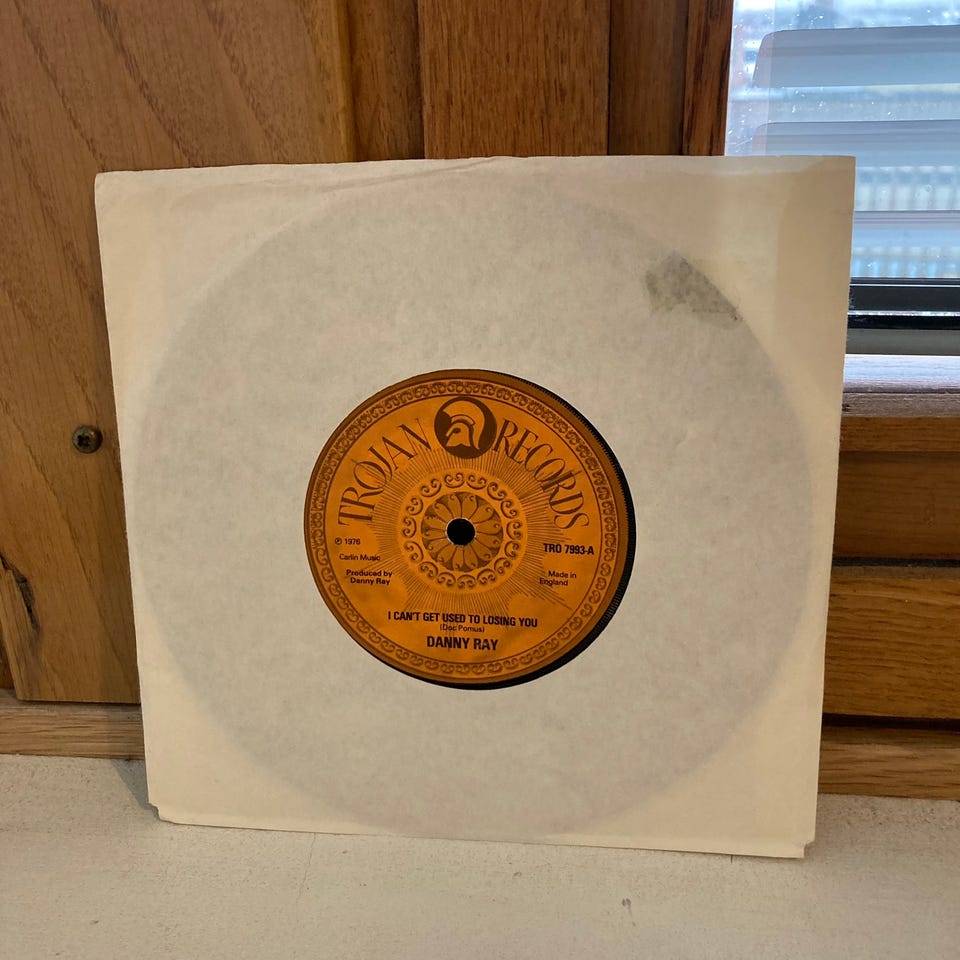 TROJAN RECORDS
℗ 1976
Carlin Music
Produced by
Danny Ray
TRO 7993-A
Made in
England
I CAN'T GET USED TO LOSING YOU
(Doc Pomus)
DANNY RAY